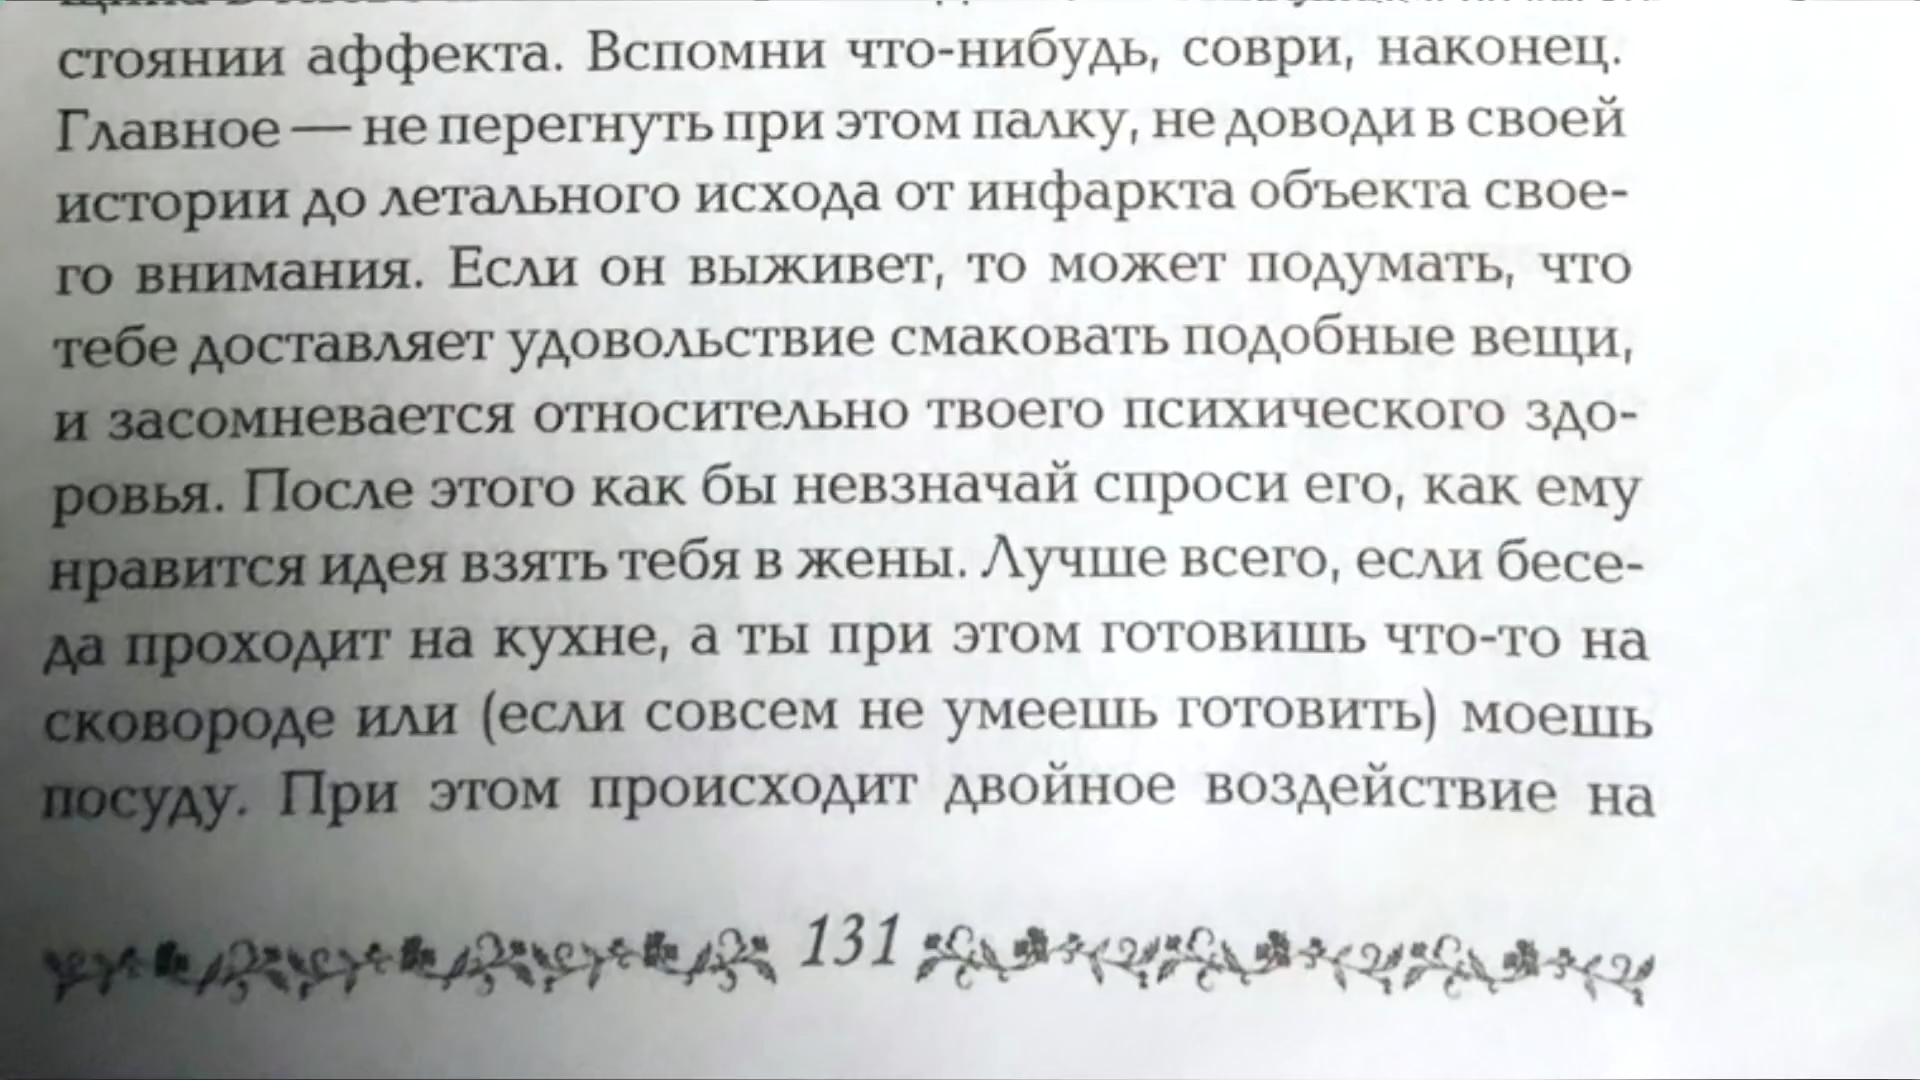 стоянии аффекта. Вспомни что-нибудь, соври, наконец.
Главное — не перегнуть при этом палку, не доводи в своей
истории до летального исхода от инфаркта объекта свое-
го внимания. Если он выживет, то может подумать, что
тебе доставляет удовольствие смаковать подобные вещи,
и засомневается относительно твоего психического здо-
ровья. После этого как бы невзначай спроси его, как ему
нравится идея взять тебя в жены. Лучше всего, если бесе-
да проходит на кухне, а ты при этом готовишь что-то на
сковороде или (если совсем не умеешь готовить) моешь
посуду. При этом происходит двойное воздействие на
131